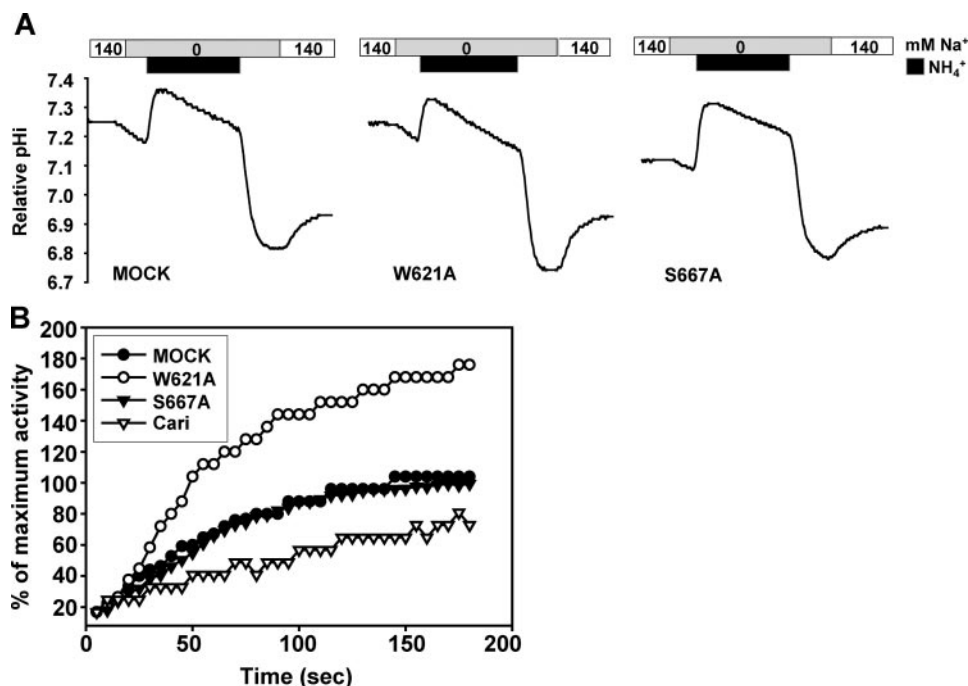 A
140 0 140
140 0 140
140 0 140
mM Na⁺
NH₄⁺
Relative pHi
7.4
7.3
7.2
7.1
7.0
6.9
6.8
6.7
MOCK
W621A
S667A
B
% of maximum activity
200
180
160
140
120
100
80
60
40
20
MOCK
W621A
S667A
Cari
0 50 100 150 200
Time (sec)